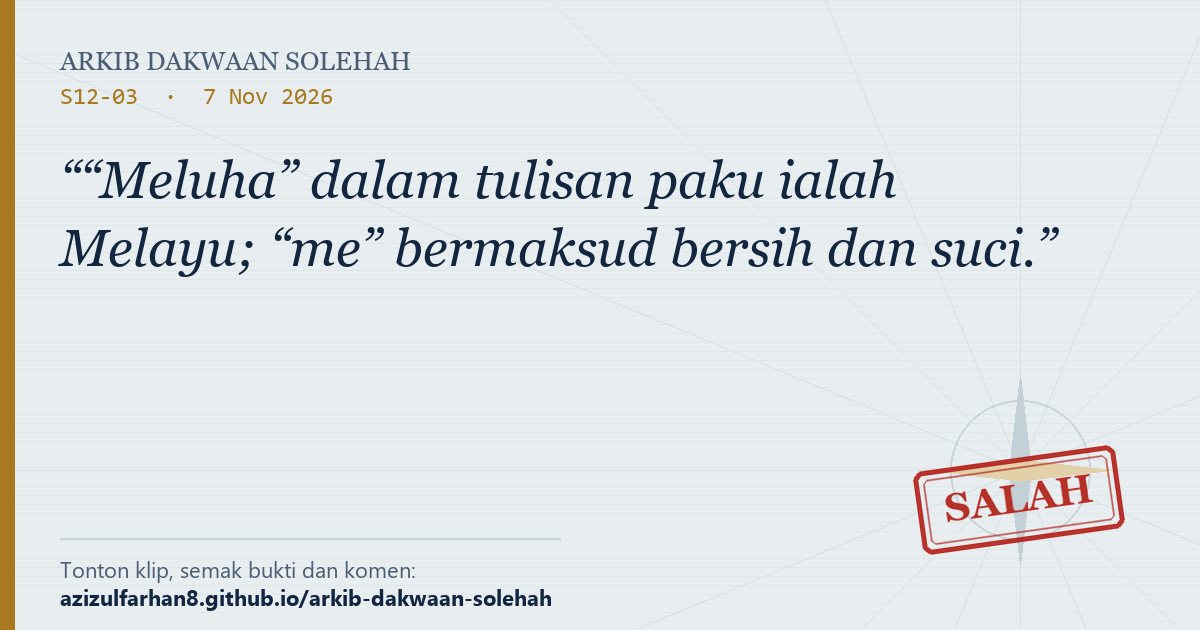 ARKIB DAKWAAN SOLEHAH
S12-03 · 7 Nov 2026
““Meluha” dalam tulisan paku ialah
Melayu; “me” bermaksud bersih dan suci.”
SALAH
Tonton klip, semak bukti dan komen:
azizulfarhan8.github.io/arkib-dakwaan-solehah